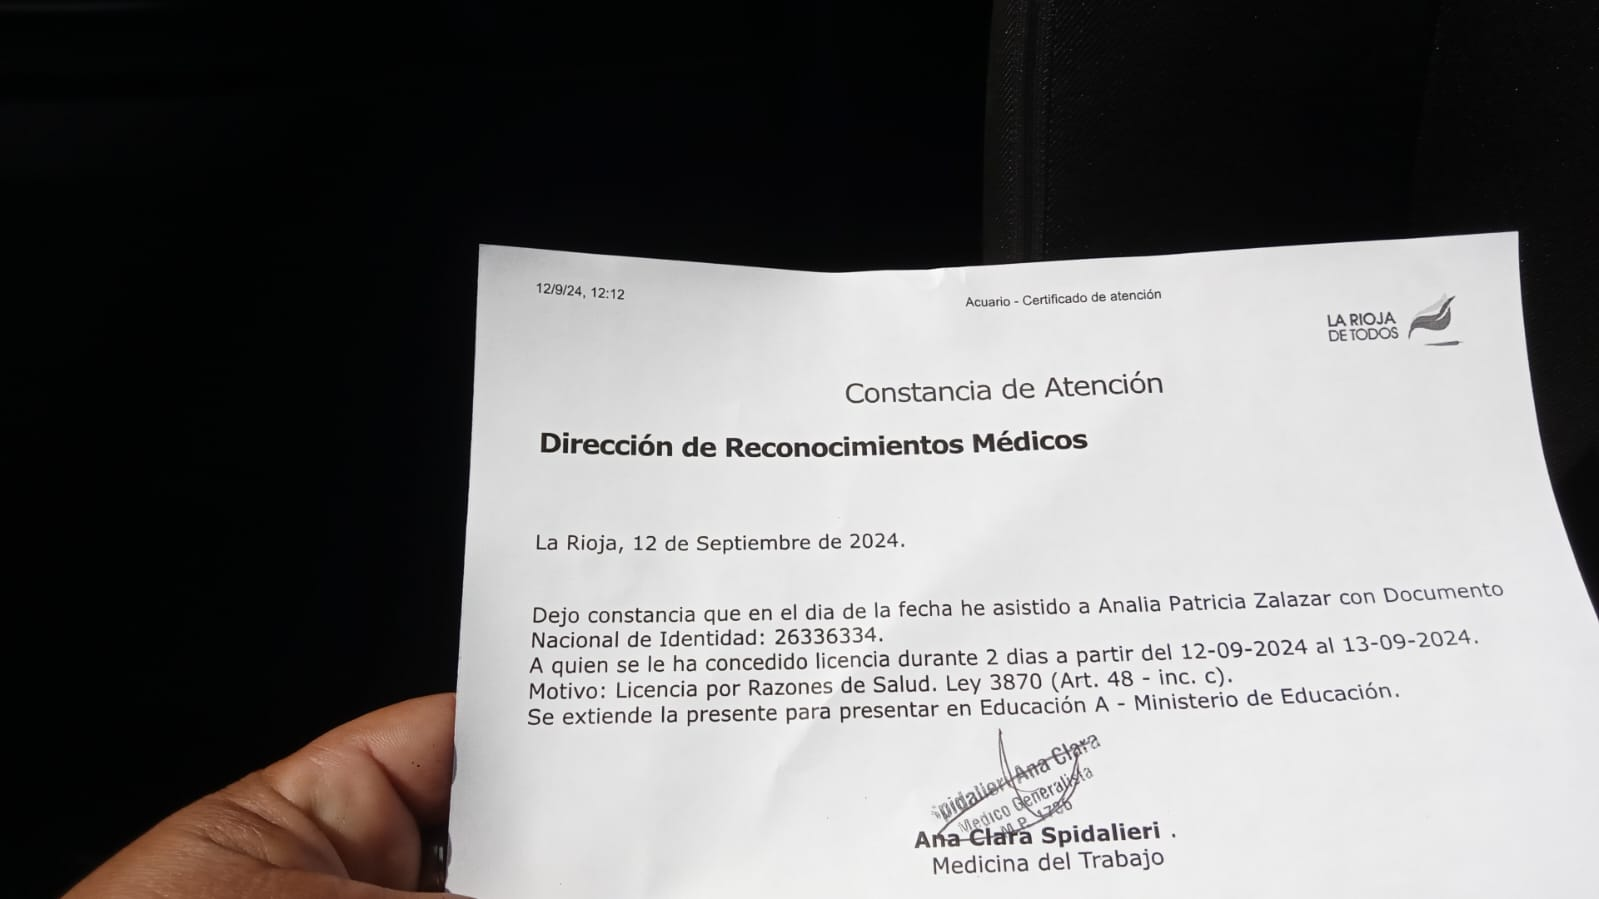 12/9/24, 12:12
Acuario - Certificado de atención
LA RIOJA
DE TODOS
Constancia de Atención
Dirección de Reconocimientos Médicos
La Rioja, 12 de Septiembre de 2024.
Dejo constancia que en el dia de la fecha he asistido a Analia Patricia Zalazar con Documento
Nacional de Identidad: 26336334.
A quien se le ha concedido licencia durante 2 dias a partir del 12-09-2024 al 13-09-2024.
Motivo: Licencia por Razones de Salud. Ley 3870 (Art. 48 - inc. c).
Se extiende la presente para presentar en Educación A - Ministerio de Educación.
Spidalieri Ana Clara
Medico Generalista
M.P.
Ana Clara Spidalieri .
Medicina del Trabajo